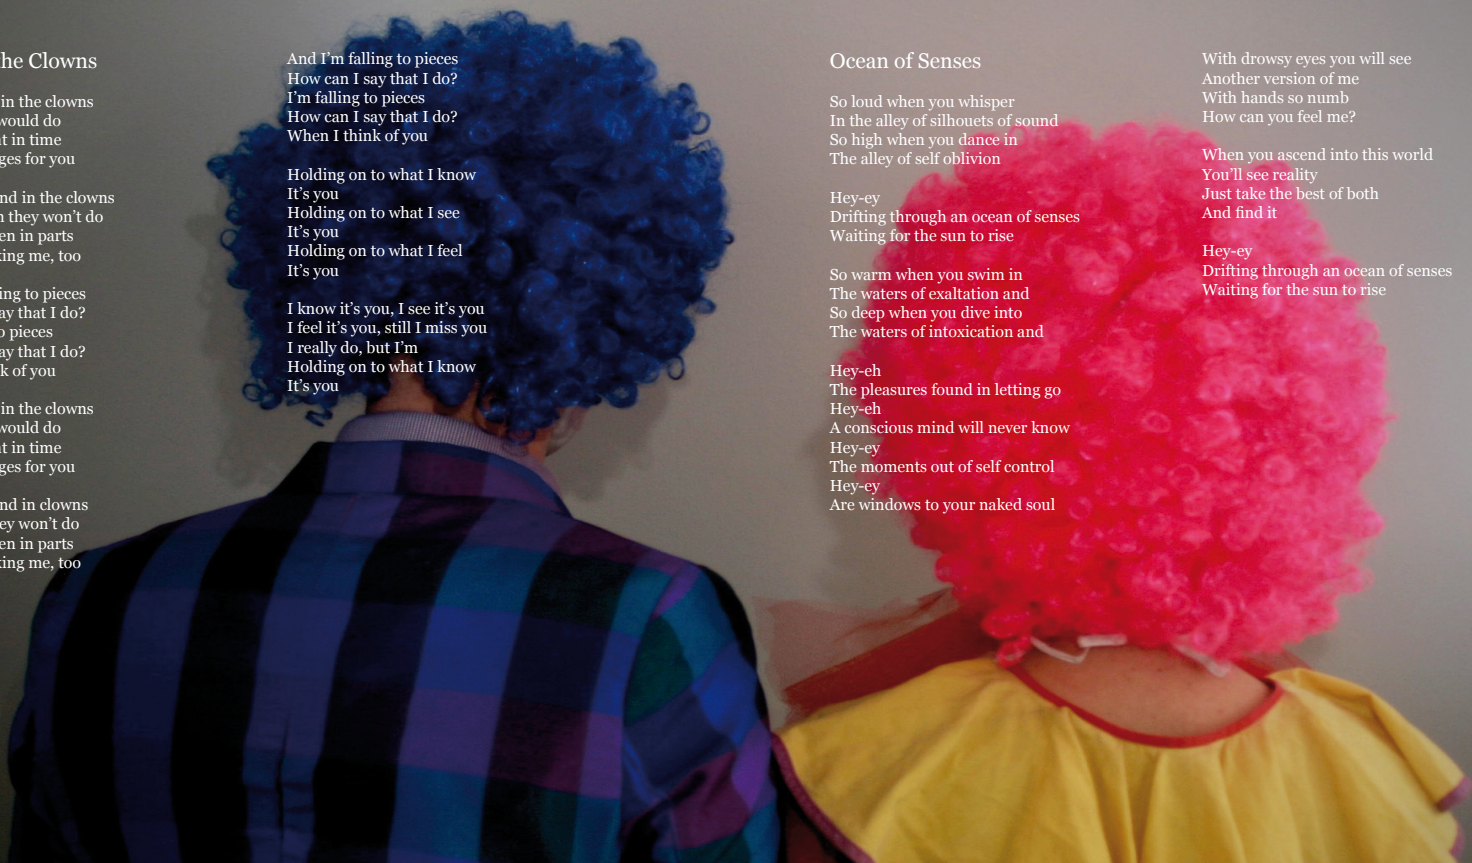 he Clowns
in the clowns
would do
t in time
ges for you
nd in the clowns
n they won't do
en in parts
king me, too
ing to pieces
ay that I do?
o pieces
ay that I do?
k of you
in the clowns
would do
t in time
ges for you
nd in clowns
ey won't do
en in parts
king me, too
And I'm falling to pieces
How can I say that I do?
I'm falling to pieces
How can I say that I do?
When I think of you
Holding on to what I know
It's you
Holding on to what I see
It's you
Holding on to what I feel
It's you
I know it's you, I see it's you
I feel it's you, still I miss you
I really do, but I'm
Holding on to what I know
It's you
Ocean of Senses
So loud when you whisper
In the alley of silhouets of sound
So high when you dance in
The alley of self oblivion
Hey-ey
Drifting through an ocean of senses
Waiting for the sun to rise
So warm when you swim in
The waters of exaltation and
So deep when you dive into
The waters of intoxication and
Hey-eh
The pleasures found in letting go
Hey-eh
A conscious mind will never know
Hey-ey
The moments out of self control
Hey-ey
Are windows to your naked soul
With drowsy eyes you will see
Another version of me
With hands so numb
How can you feel me?
When you ascend into this world
You'll see reality
Just take the best of both
And find it
Hey-ey
Drifting through an ocean of senses
Waiting for the sun to rise